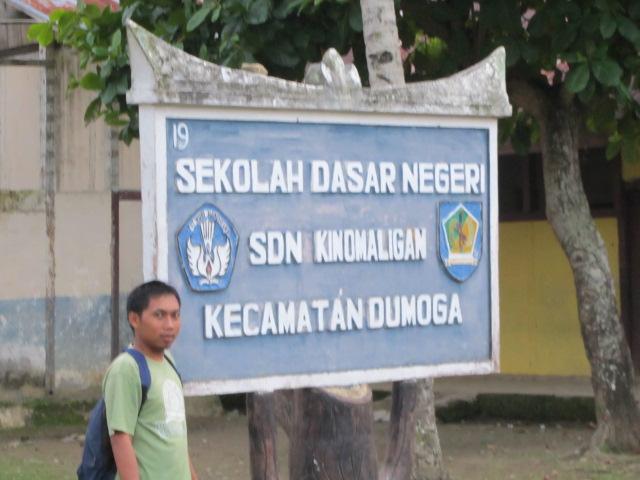 19
SEKOLAH DASAR NEGERI
SDN KINOMALIGAN
KECAMATAN DUMOGA